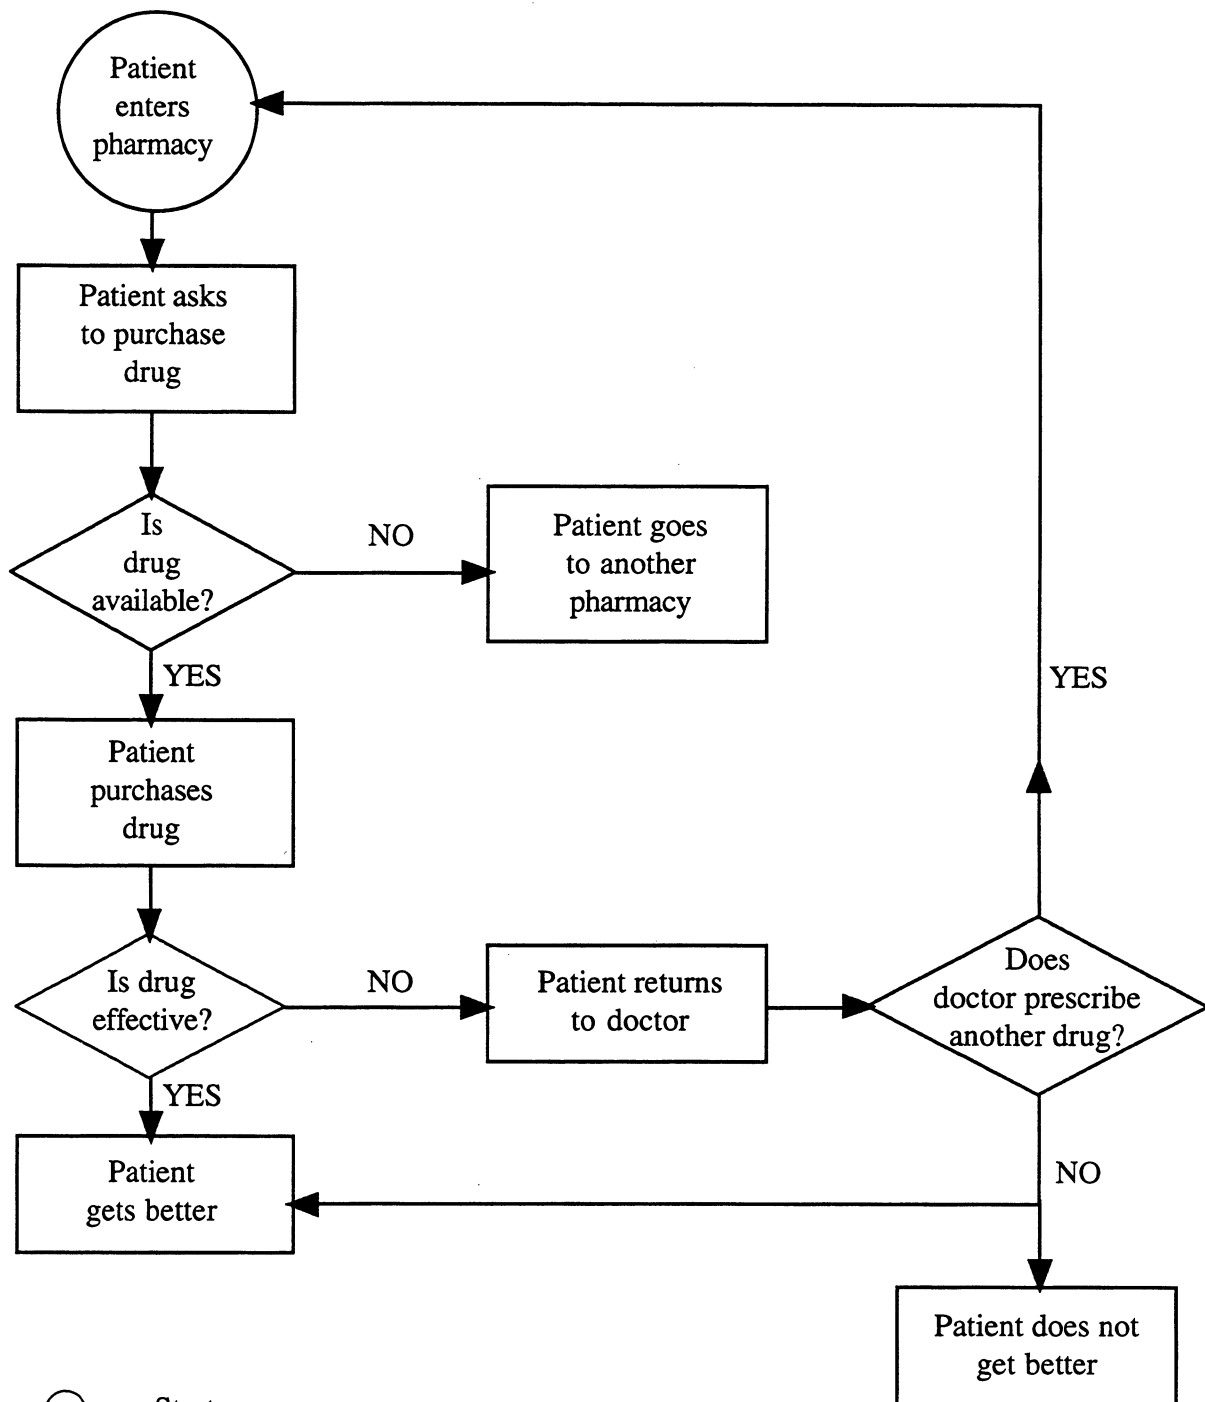 Patient
enters
pharmacy
Patient asks
to purchase
drug
Is
drug
available?
NO
Patient goes
to another
pharmacy
YES
Patient
purchases
drug
YES
Is drug
effective?
NO
Patient returns
to doctor
Does
doctor prescribe
another drug?
YES
Patient
gets better
NO
Patient does not
get better